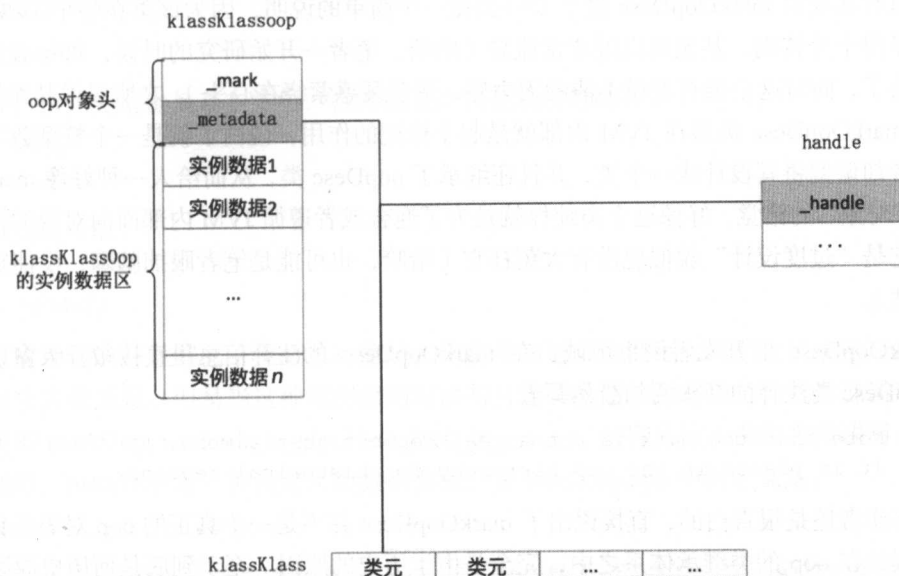 klassKlassoop
oop对象头
_mark
_metadata
实例数据1
实例数据2
klassKlassOop
的实例数据区
...
实例数据n
handle
_handle
...
klassKlass
类元
类元
...
...